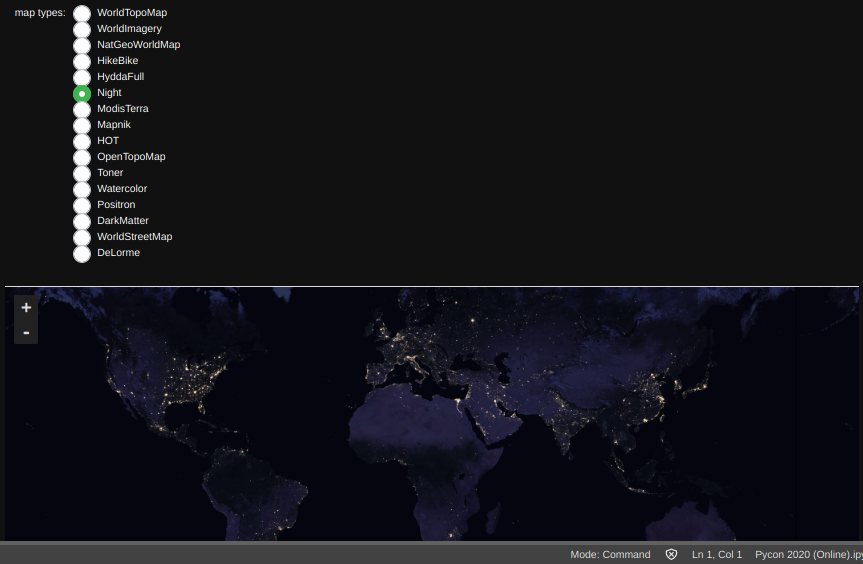 map types:
WorldTopoMap
WorldImagery
NatGeoWorldMap
HikeBike
HyddaFull
Night
ModisTerra
Mapnik
HOT
OpenTopoMap
Toner
Watercolor
Positron
DarkMatter
WorldStreetMap
DeLorme
+
-
Mode: Command Ln 1, Col 1 Pycon 2020 (Online).ipy